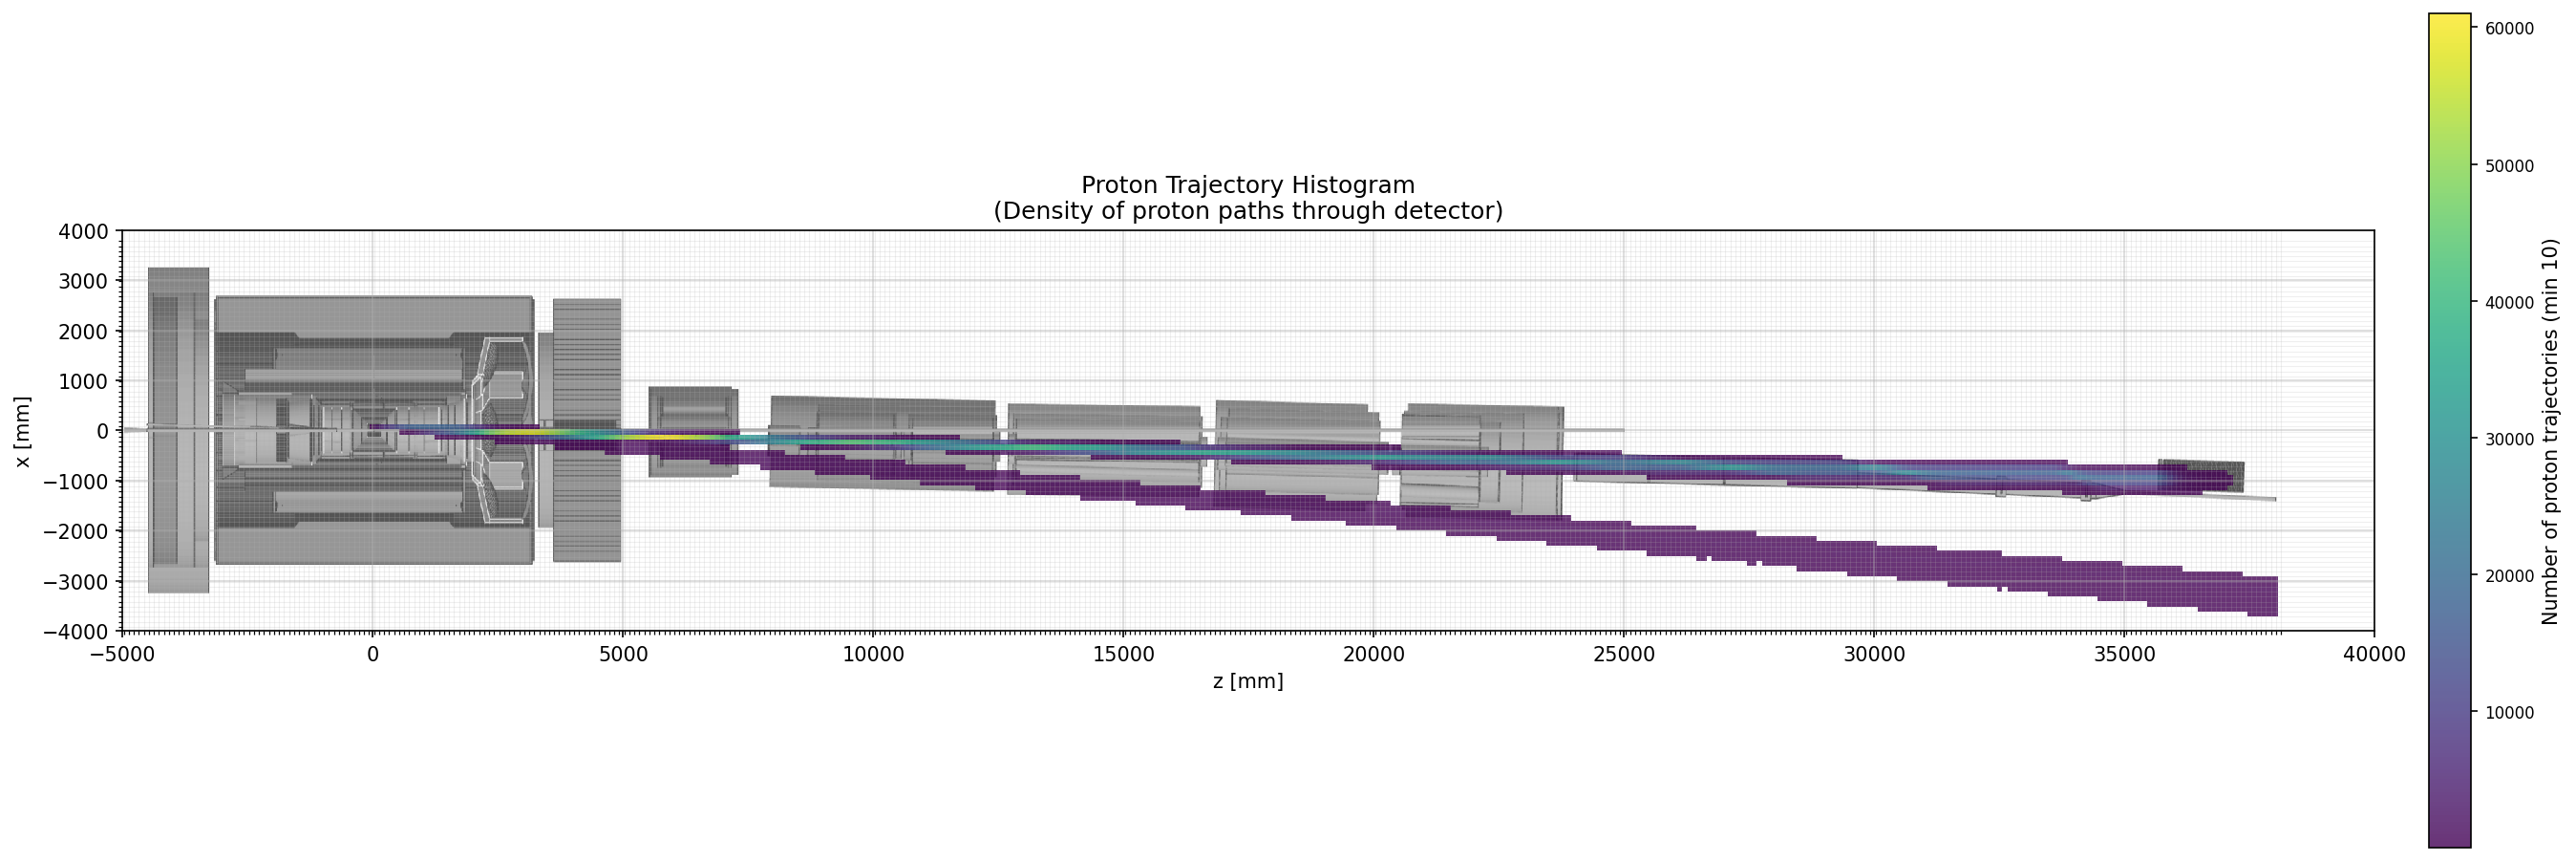 Proton Trajectory Histogram
(Density of proton paths through detector)
4000
3000
2000
1000
0
−1000
−2000
−3000
−4000
x [mm]
−5000 0 5000 10000 15000 20000 25000 30000 35000 40000
z [mm]
60000
50000
40000
30000
20000
10000
Number of proton trajectories (min 10)